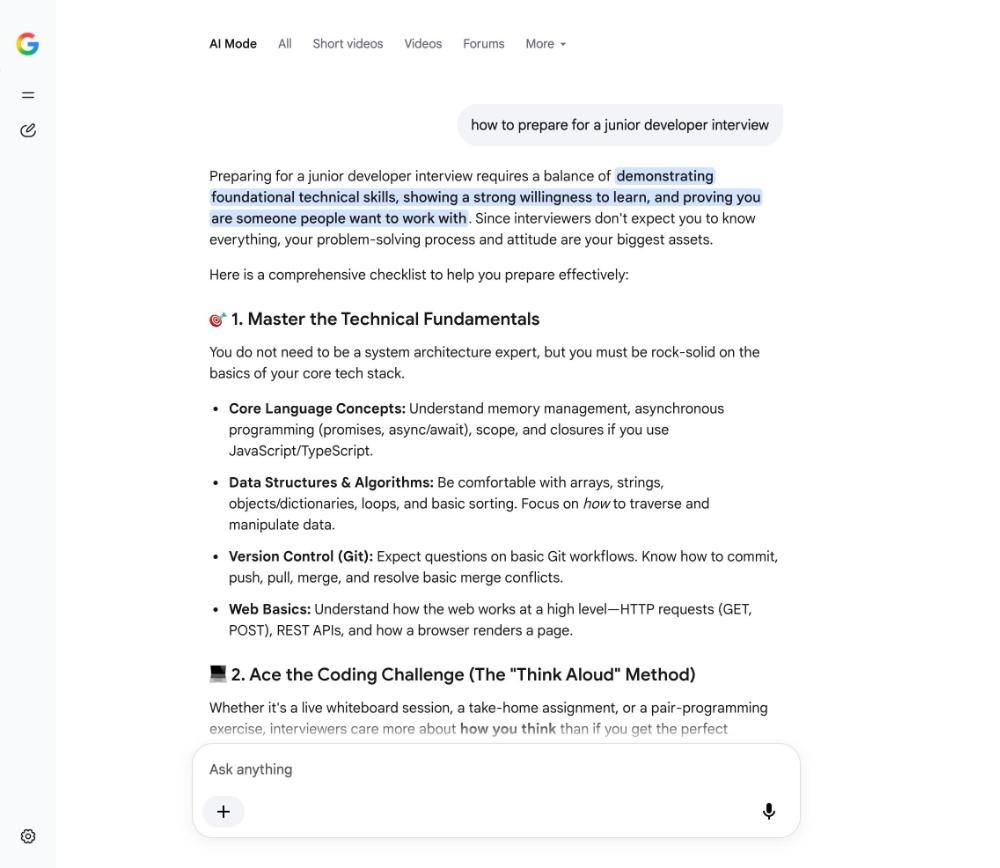 AI Mode All Short videos Videos Forums More
how to prepare for a junior developer interview
Preparing for a junior developer interview requires a balance of demonstrating
foundational technical skills, showing a strong willingness to learn, and proving you
are someone people want to work with. Since interviewers don't expect you to know
everything, your problem-solving process and attitude are your biggest assets.
Here is a comprehensive checklist to help you prepare effectively:
🎯 1. Master the Technical Fundamentals
You do not need to be a system architecture expert, but you must be rock-solid on the
basics of your core tech stack.
• Core Language Concepts: Understand memory management, asynchronous
programming (promises, async/await), scope, and closures if you use
JavaScript/TypeScript.
• Data Structures & Algorithms: Be comfortable with arrays, strings,
objects/dictionaries, loops, and basic sorting. Focus on how to traverse and
manipulate data.
• Version Control (Git): Expect questions on basic Git workflows. Know how to commit,
push, pull, merge, and resolve basic merge conflicts.
• Web Basics: Understand how the web works at a high level—HTTP requests (GET,
POST), REST APIs, and how a browser renders a page.
💻 2. Ace the Coding Challenge (The "Think Aloud" Method)
Whether it's a live whiteboard session, a take-home assignment, or a pair-programming
exercise, interviewers care more about how you think than if you get the perfect
Ask anything